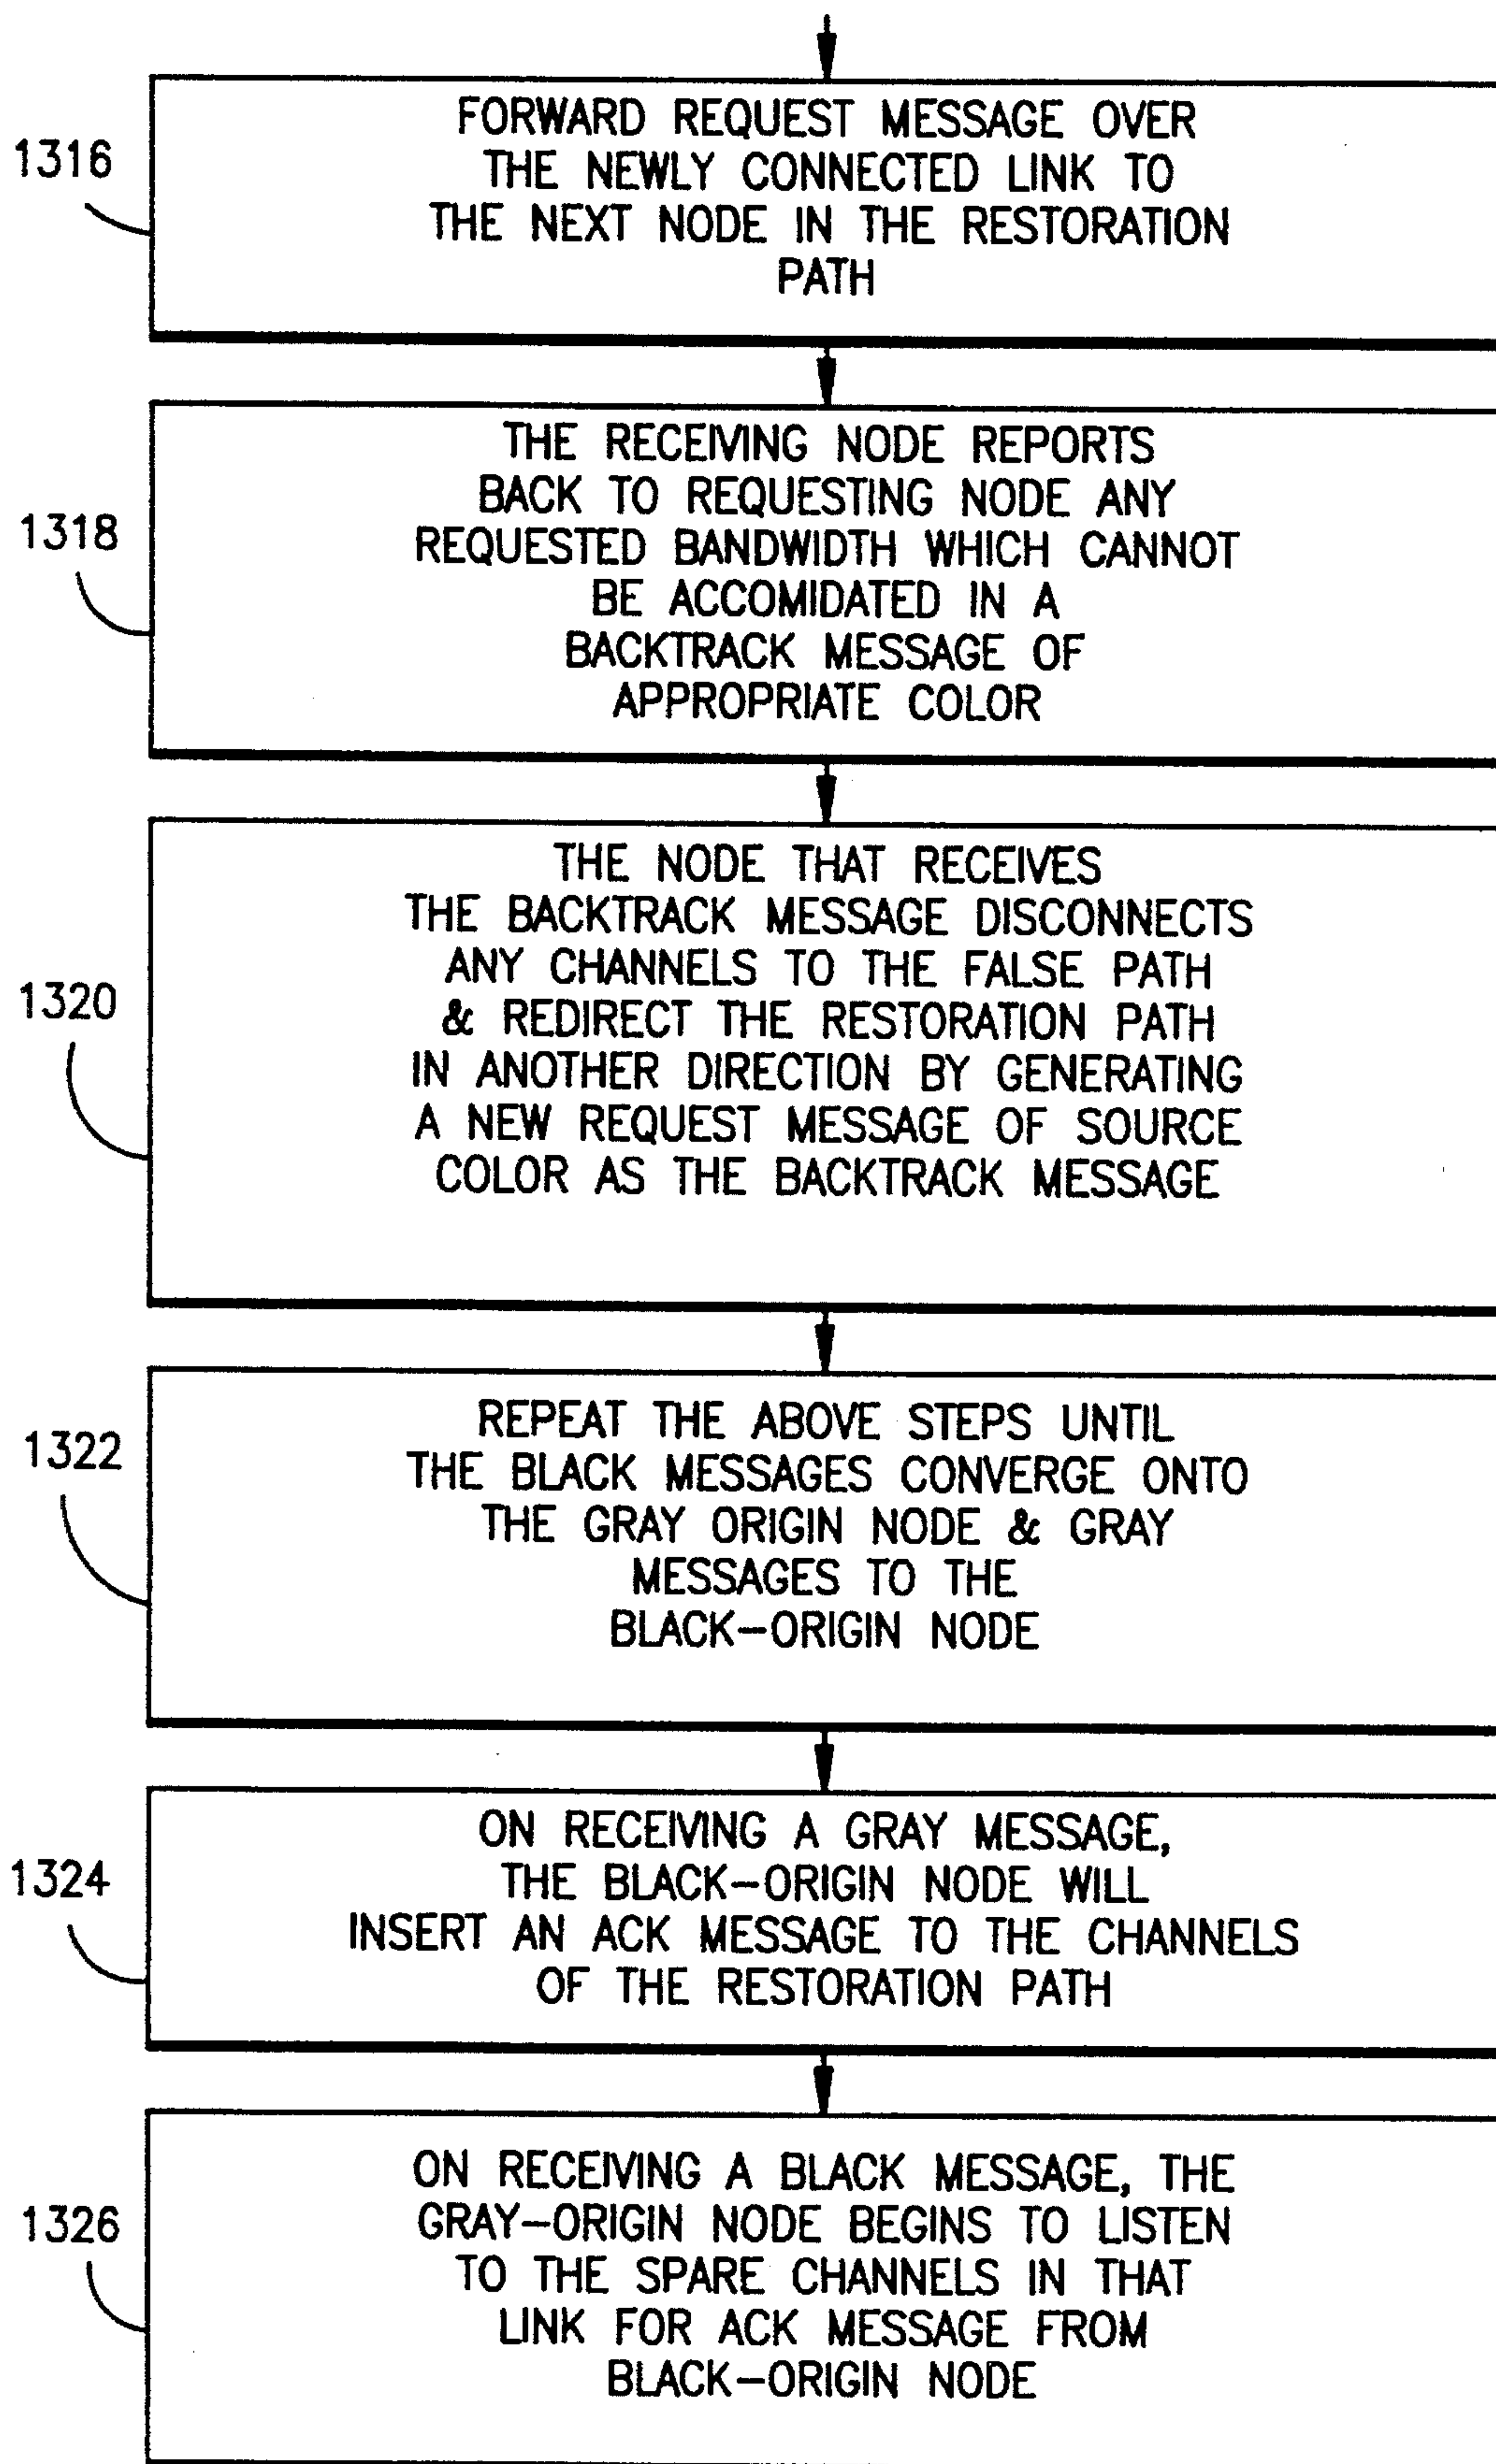 1316
FORWARD REQUEST MESSAGE OVER
THE NEWLY CONNECTED LINK TO
THE NEXT NODE IN THE RESTORATION
PATH
1318
THE RECEIVING NODE REPORTS
BACK TO REQUESTING NODE ANY
REQUESTED BANDWIDTH WHICH CANNOT
BE ACCOMIDATED IN A
BACKTRACK MESSAGE OF
APPROPRIATE COLOR
1320
THE NODE THAT RECEIVES
THE BACKTRACK MESSAGE DISCONNECTS
ANY CHANNELS TO THE FALSE PATH
& REDIRECT THE RESTORATION PATH
IN ANOTHER DIRECTION BY GENERATING
A NEW REQUEST MESSAGE OF SOURCE
COLOR AS THE BACKTRACK MESSAGE
1322
REPEAT THE ABOVE STEPS UNTIL
THE BLACK MESSAGES CONVERGE ONTO
THE GRAY ORIGIN NODE & GRAY
MESSAGES TO THE
BLACK-ORIGIN NODE
1324
ON RECEIVING A GRAY MESSAGE,
THE BLACK-ORIGIN NODE WILL
INSERT AN ACK MESSAGE TO THE CHANNELS
OF THE RESTORATION PATH
1326
ON RECEIVING A BLACK MESSAGE, THE
GRAY-ORIGIN NODE BEGINS TO LISTEN
TO THE SPARE CHANNELS IN THAT
LINK FOR ACK MESSAGE FROM
BLACK-ORIGIN NODE